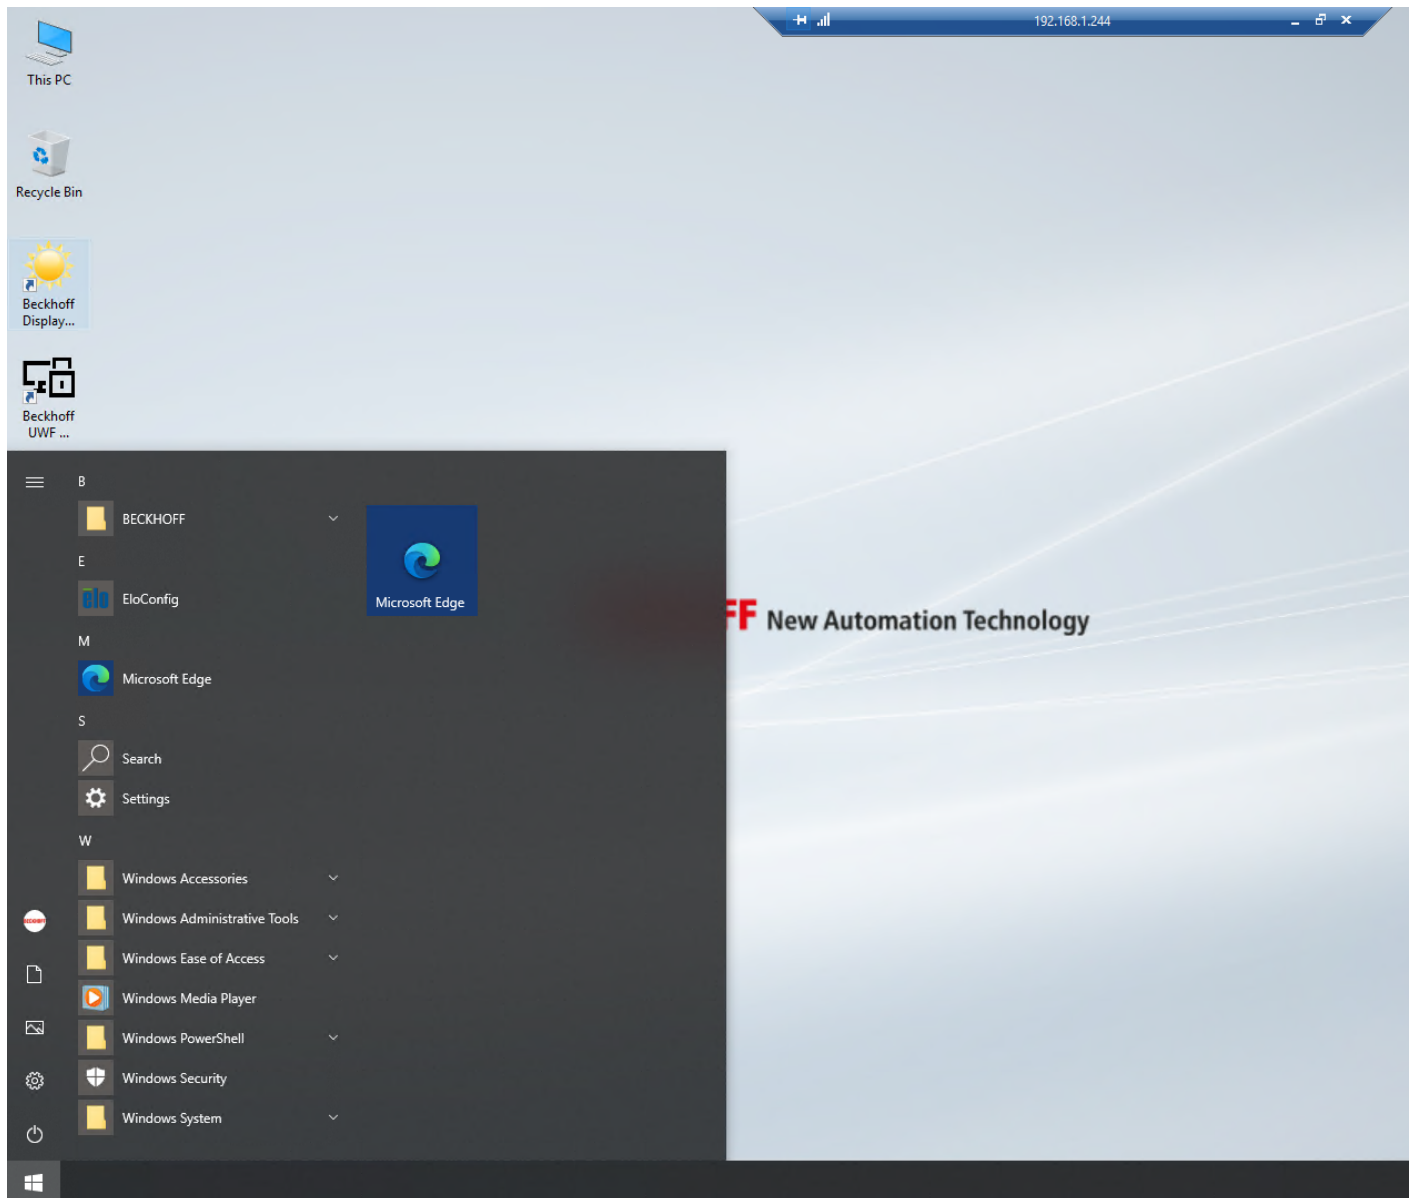 192.168.1.244
This PC
Recycle Bin
Beckhoff
Display...
Beckhoff
UWF ...
B
BECKHOFF
E
elo
EloConfig
M
Microsoft Edge
S
Search
Settings
W
Windows Accessories
Windows Administrative Tools
Windows Ease of Access
Windows Media Player
Windows PowerShell
Windows Security
Windows System
Microsoft Edge
BECKHOFF
FF New Automation Technology